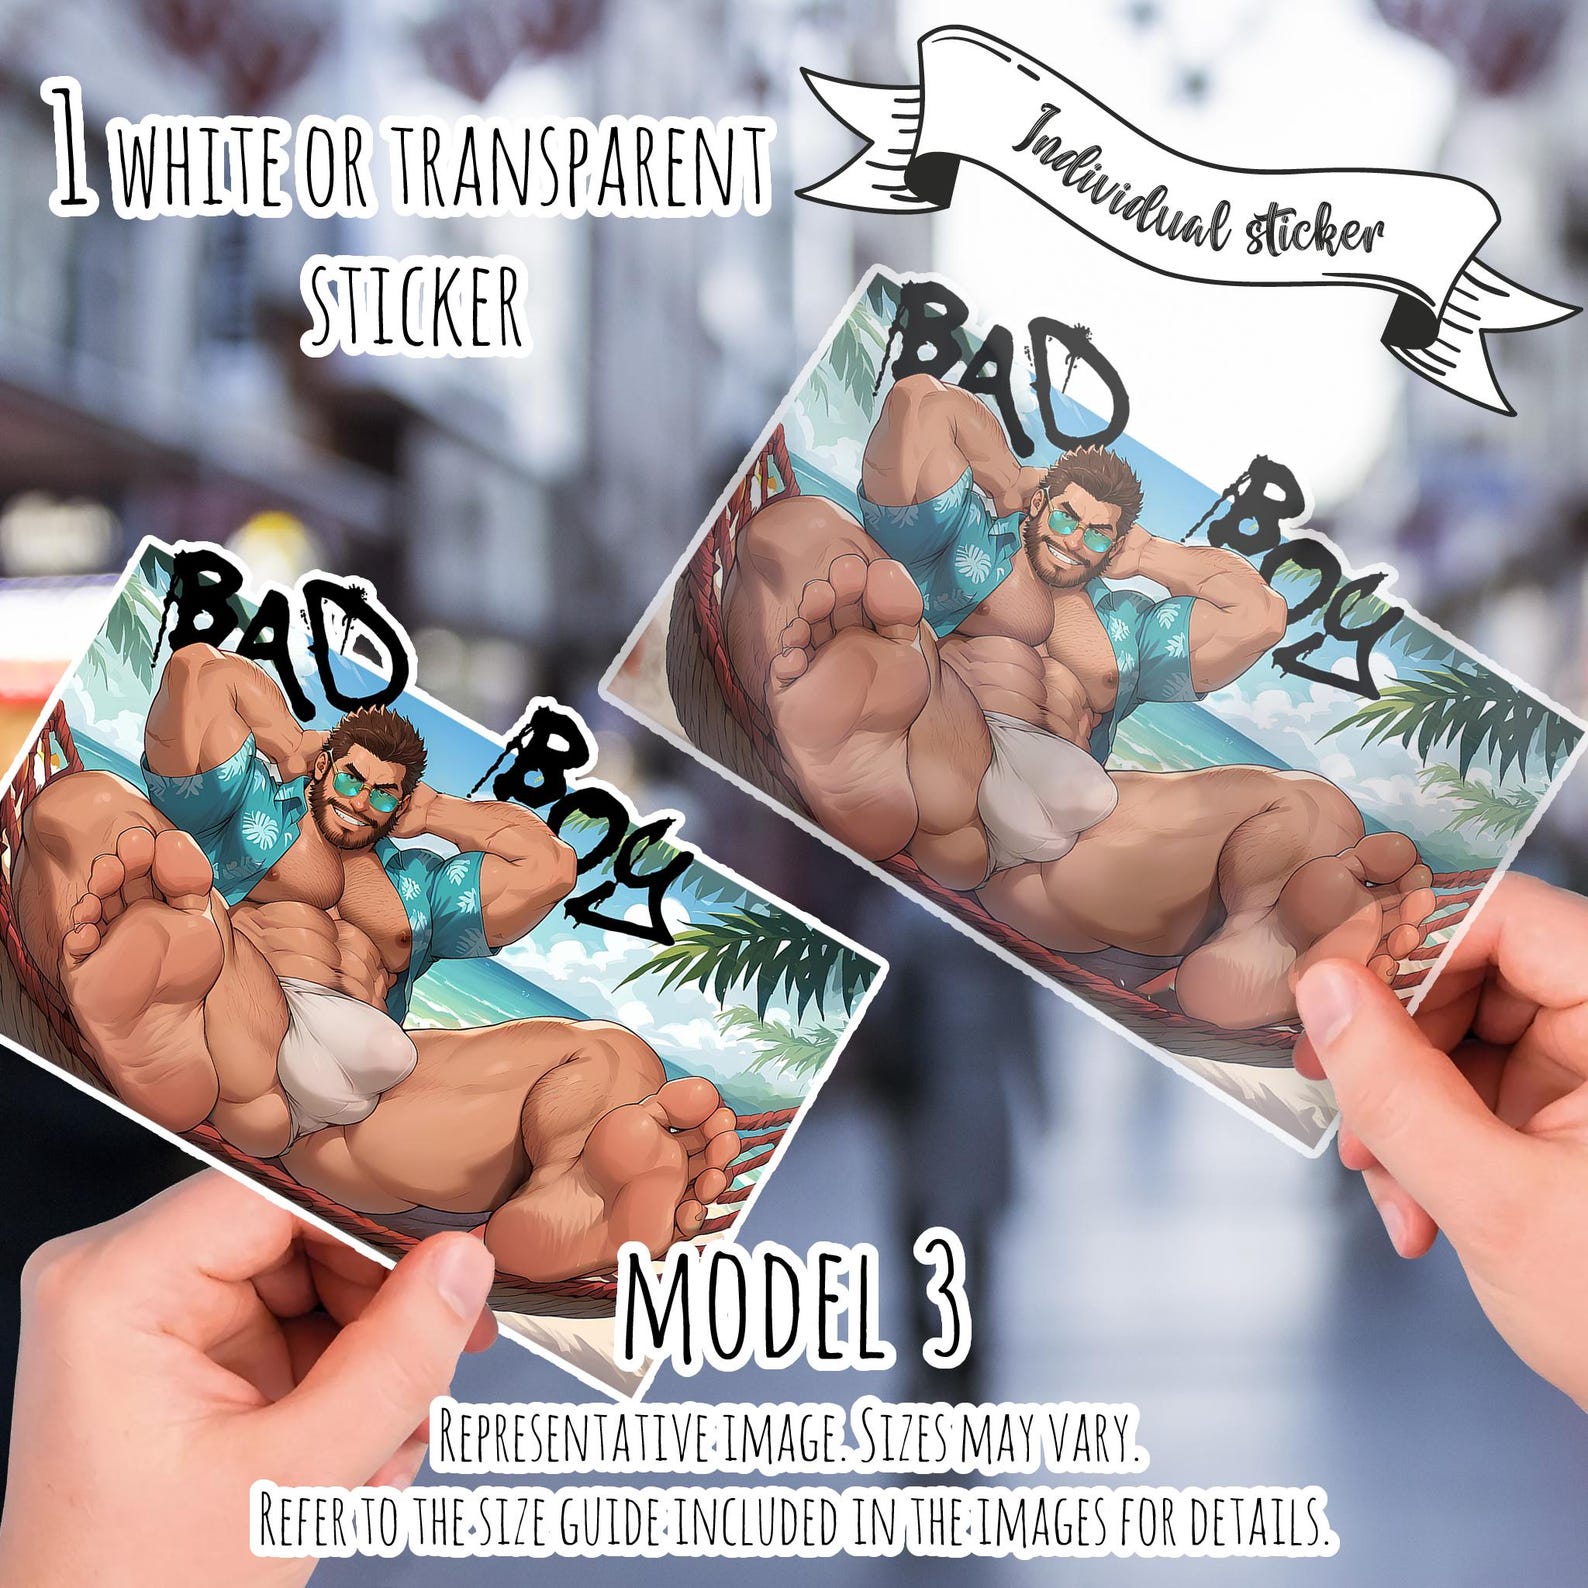 1 WHITE OR TRANSPARENT
STICKER
Individual sticker
BAD
BOY
BAD
BOY
MODEL 3
REPRESENTATIVE IMAGE. SIZES MAY VARY.
REFER TO THE SIZE GUIDE INCLUDED IN THE IMAGES FOR DETAILS.